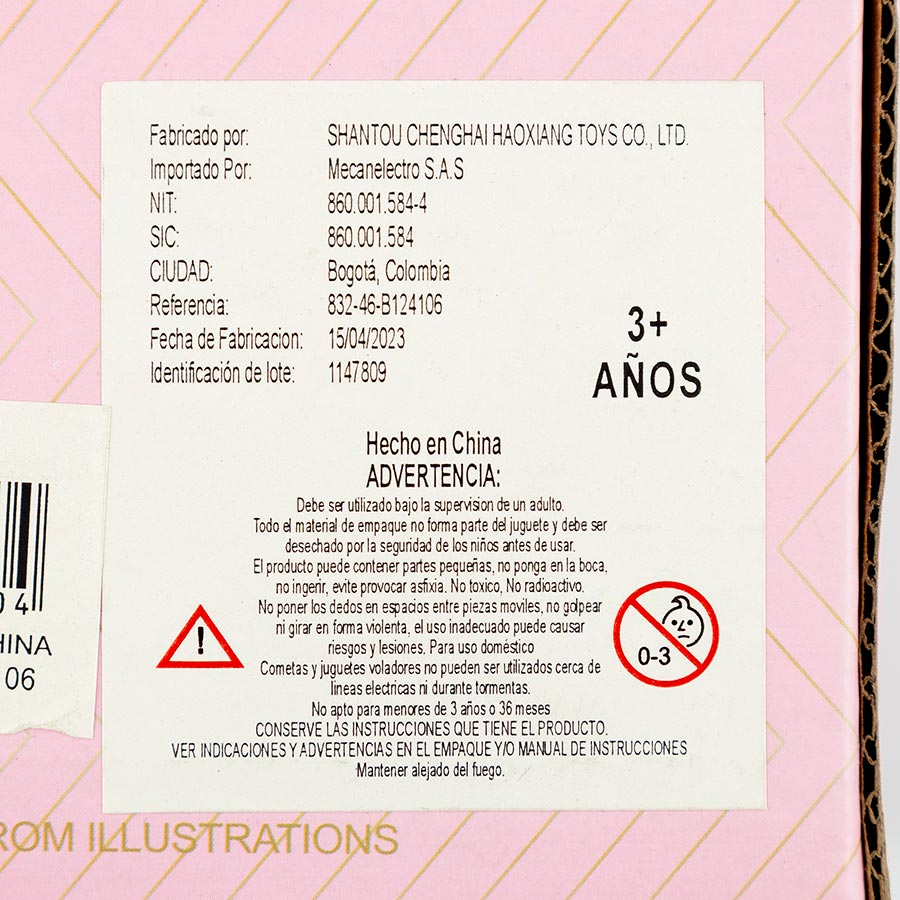 Fabricado por: SHANTOU CHENGHAI HAOXIANG TOYS CO., LTD.
Importado Por: Mecanelectro S.A.S
NIT: 860.001.584-4
SIC: 860.001.584
CIUDAD: Bogotá, Colombia
Referencia: 832-46-B124106
Fecha de Fabricacion: 15/04/2023
Identificación de lote: 1147809
3+
AÑOS
Hecho en China
ADVERTENCIA:
Debe ser utilizado bajo la supervision de un adulto.
Todo el material de empaque no forma parte del juguete y debe ser
desechado por la seguridad de los niños antes de usar.
El producto puede contener partes pequeñas, no ponga en la boca,
no ingerir, evite provocar asfixia. No toxico, No radioactivo.
No poner los dedos en espacios entre piezas moviles, no golpear
ni girar en forma violenta, el uso inadecuado puede causar
riesgos y lesiones. Para uso doméstico
Cometas y juguetes voladores no pueden ser utilizados cerca de
lineas electricas ni durante tormentas.
No apto para menores de 3 años o 36 meses
CONSERVE LAS INSTRUCCIONES QUE TIENE EL PRODUCTO.
VER INDICACIONES Y ADVERTENCIAS EN EL EMPAQUE Y/O MANUAL DE INSTRUCCIONES
Mantener alejado del fuego.
!
0-3
04
HINA
06
ROM ILLUSTRATIONS